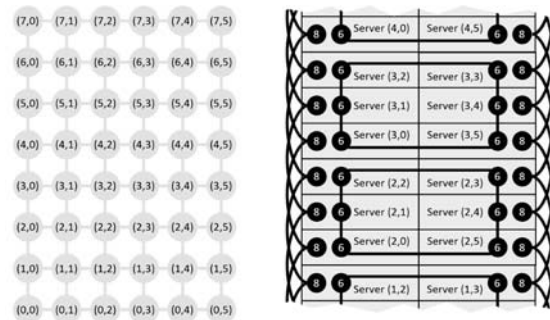 (7,0) (7,1) (7,2) (7,3) (7,4) (7,5)
(6,0) (6,1) (6,2) (6,3) (6,4) (6,5)
(5,0) (5,1) (5,2) (5,3) (5,4) (5,5)
(4,0) (4,1) (4,2) (4,3) (4,4) (4,5)
(3,0) (3,1) (3,2) (3,3) (3,4) (3,5)
(2,0) (2,1) (2,2) (2,3) (2,4) (2,5)
(1,0) (1,1) (1,2) (1,3) (1,4) (1,5)
(0,0) (0,1) (0,2) (0,3) (0,4) (0,5)
8 6 Server (4,0) Server (4,5) 6 8
8 6 Server (3,2) Server (3,3) 6 8
8 6 Server (3,1) Server (3,4) 6 8
8 6 Server (3,0) Server (3,5) 6 8
8 6 Server (2,2) Server (2,3) 6 8
8 6 Server (2,1) Server (2,4) 6 8
8 6 Server (2,0) Server (2,5) 6 8
8 6 Server (1,2) Server (1,3) 6 8